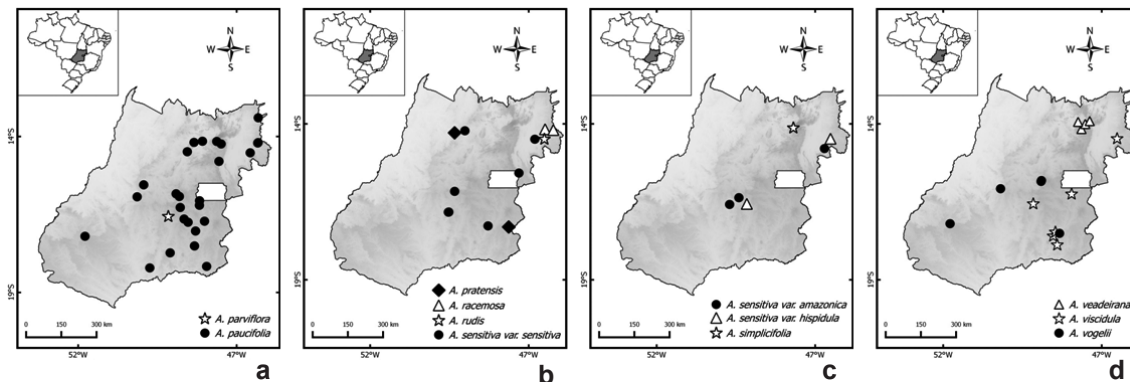 N
W E
S
14°S
19°S
A. parviflora
A. paucifolia
0 150 300 km
52°W 47°W
a
N
W E
S
14°S
19°S
A. pratensis
A. racemosa
A. rudis
A. sensitiva var. sensitiva
0 150 300 km
52°W 47°W
b
N
W E
S
14°S
19°S
A. sensitiva var. amazonica
A. sensitiva var. hispidula
A. simplicifolia
0 150 300 km
52°W 47°W
c
N
W E
S
14°S
19°S
A. veadeirana
A. viscidula
A. vogelii
0 150 300 km
52°W 47°W
d